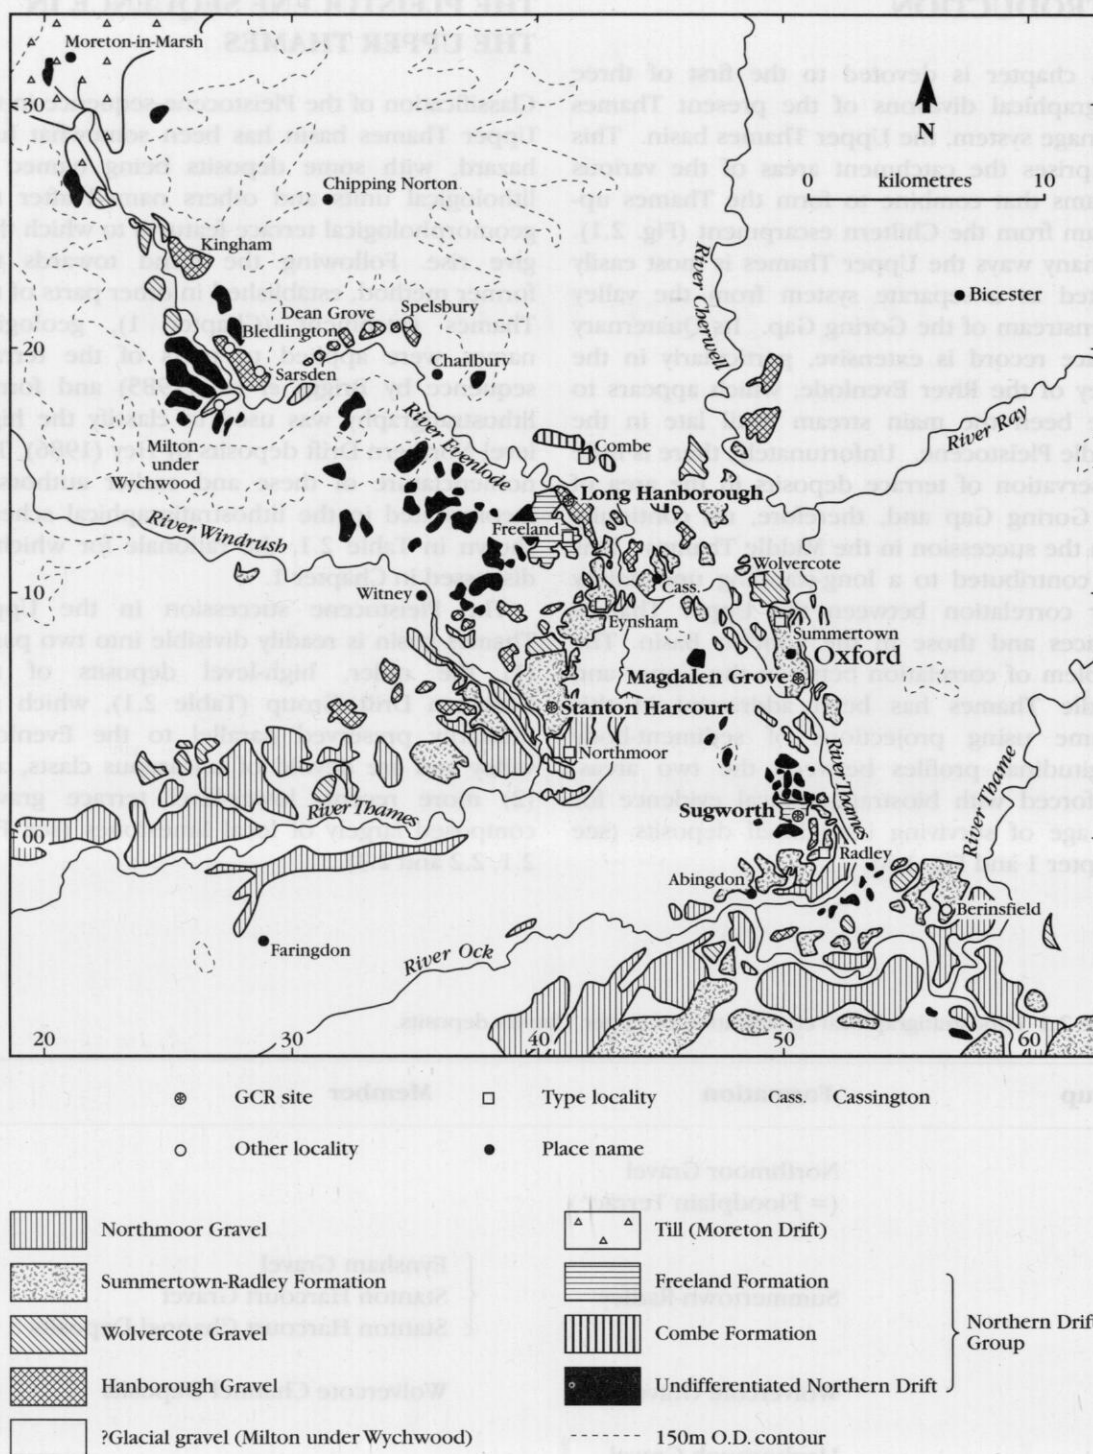 Moreton-in-Marsh
30
N
Chipping Norton
0 kilometres 10
Kingham
River Cherwell
Bicester
Dean Grove
Spelsbury
Bledlington
20
Sarsden
Charbury
River Evenlode
River Ray
Milton
under
Wychwood
Combe
Long Hanborough
River Windrush
Freeland
Wolvercote
10
Witney
Cass.
Eynsham
Summertown
Oxford
Magdalen Grove
Stanton Harcourt
Northmoor
River Thames
River Thames
River Thame
Sugworth
00
Radley
Abingdon
Berinsfield
Faringdon
River Ock
20 30 40 50 60
GCR site
Type locality
Cass. Cassington
Other locality
Place name
Northmoor Gravel
Till (Moreton Drift)
Summertown-Radley Formation
Freeland Formation
Wolvercote Gravel
Combe Formation
Northern Drift
Group
Hanborough Gravel
Undifferentiated Northern Drift
?Glacial gravel (Milton under Wychwood)
150m O.D. contour